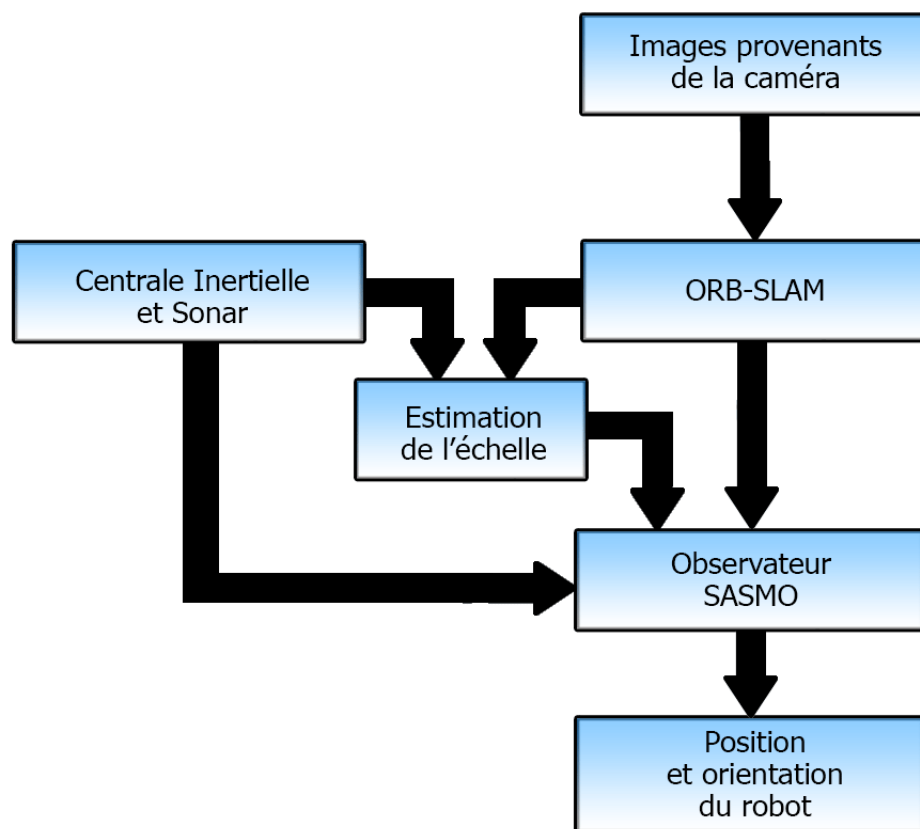 Images provenants
de la caméra
Centrale Inertielle
et Sonar
ORB-SLAM
Estimation
de l'échelle
Observateur
SASMO
Position
et orientation
du robot